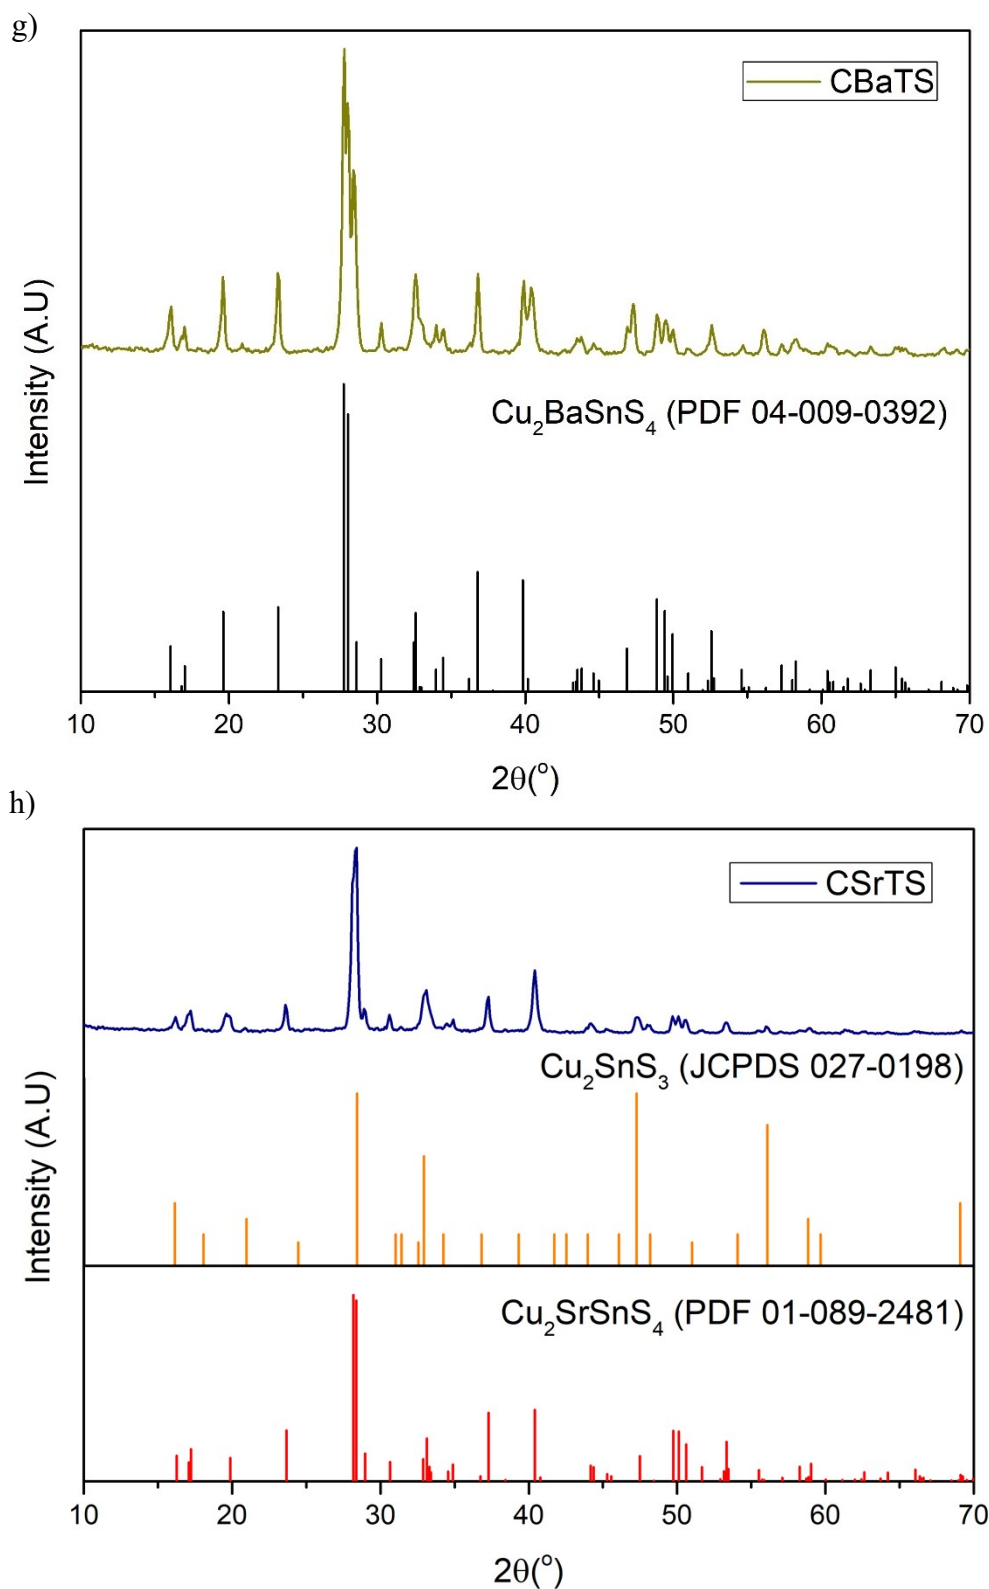 g)
CBaTS
Intensity (A.U)
Cu₂BaSnS₄ (PDF 04-009-0392)
10 20 30 40 50 60 70
2θ(°)
h)
CSrTS
Cu₂SnS₃ (JCPDS 027-0198)
Intensity (A.U)
Cu₂SrSnS₄ (PDF 01-089-2481)
10 20 30 40 50 60 70
2θ(°)